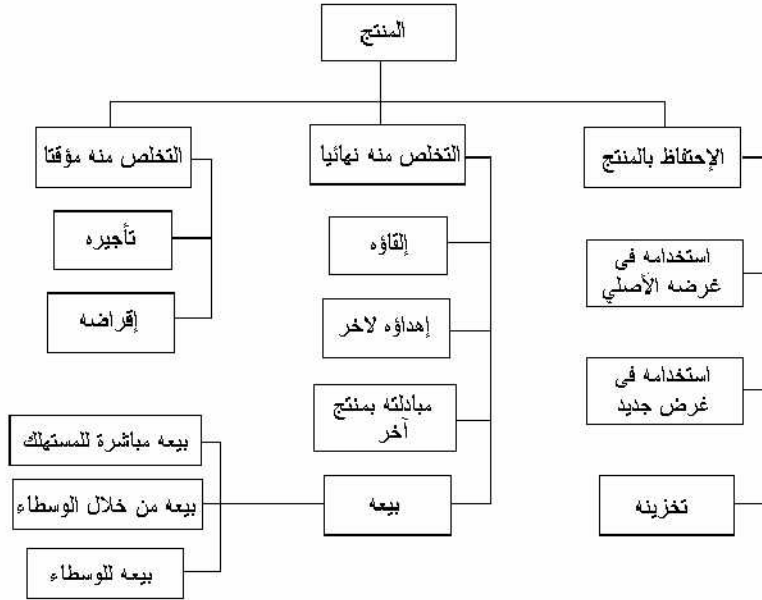 المنتج
الإحتفاظ بالمنتج
استخدامه فى
غرضه الأصلي
استخدامه فى
غرض جديد
تخزينه
التخلص منه نهائيا
إلقاؤه
إهداؤه لاخر
مبادلته بمنتج
آخر
بيعه
بيعه مباشرة للمستهلك
بيعه من خلال الوسطاء
بيعه للوسطاء
التخلص منه مؤقتا
تأجيره
إقراضه